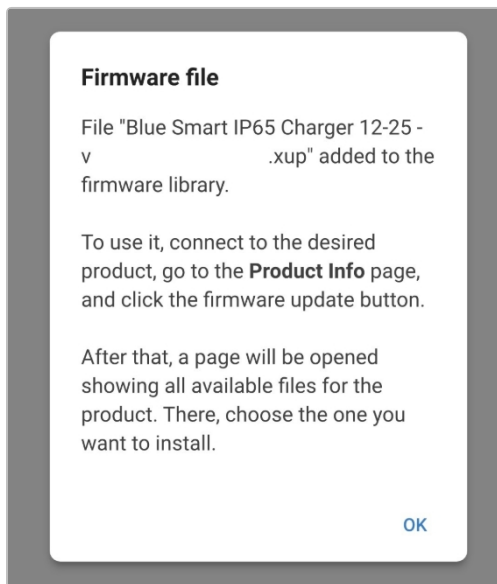 Firmware file
File "Blue Smart IP65 Charger 12-25 -
v .xup" added to the
firmware library.
To use it, connect to the desired
product, go to the Product Info page,
and click the firmware update button.
After that, a page will be opened
showing all available files for the
product. There, choose the one you
want to install.
OK